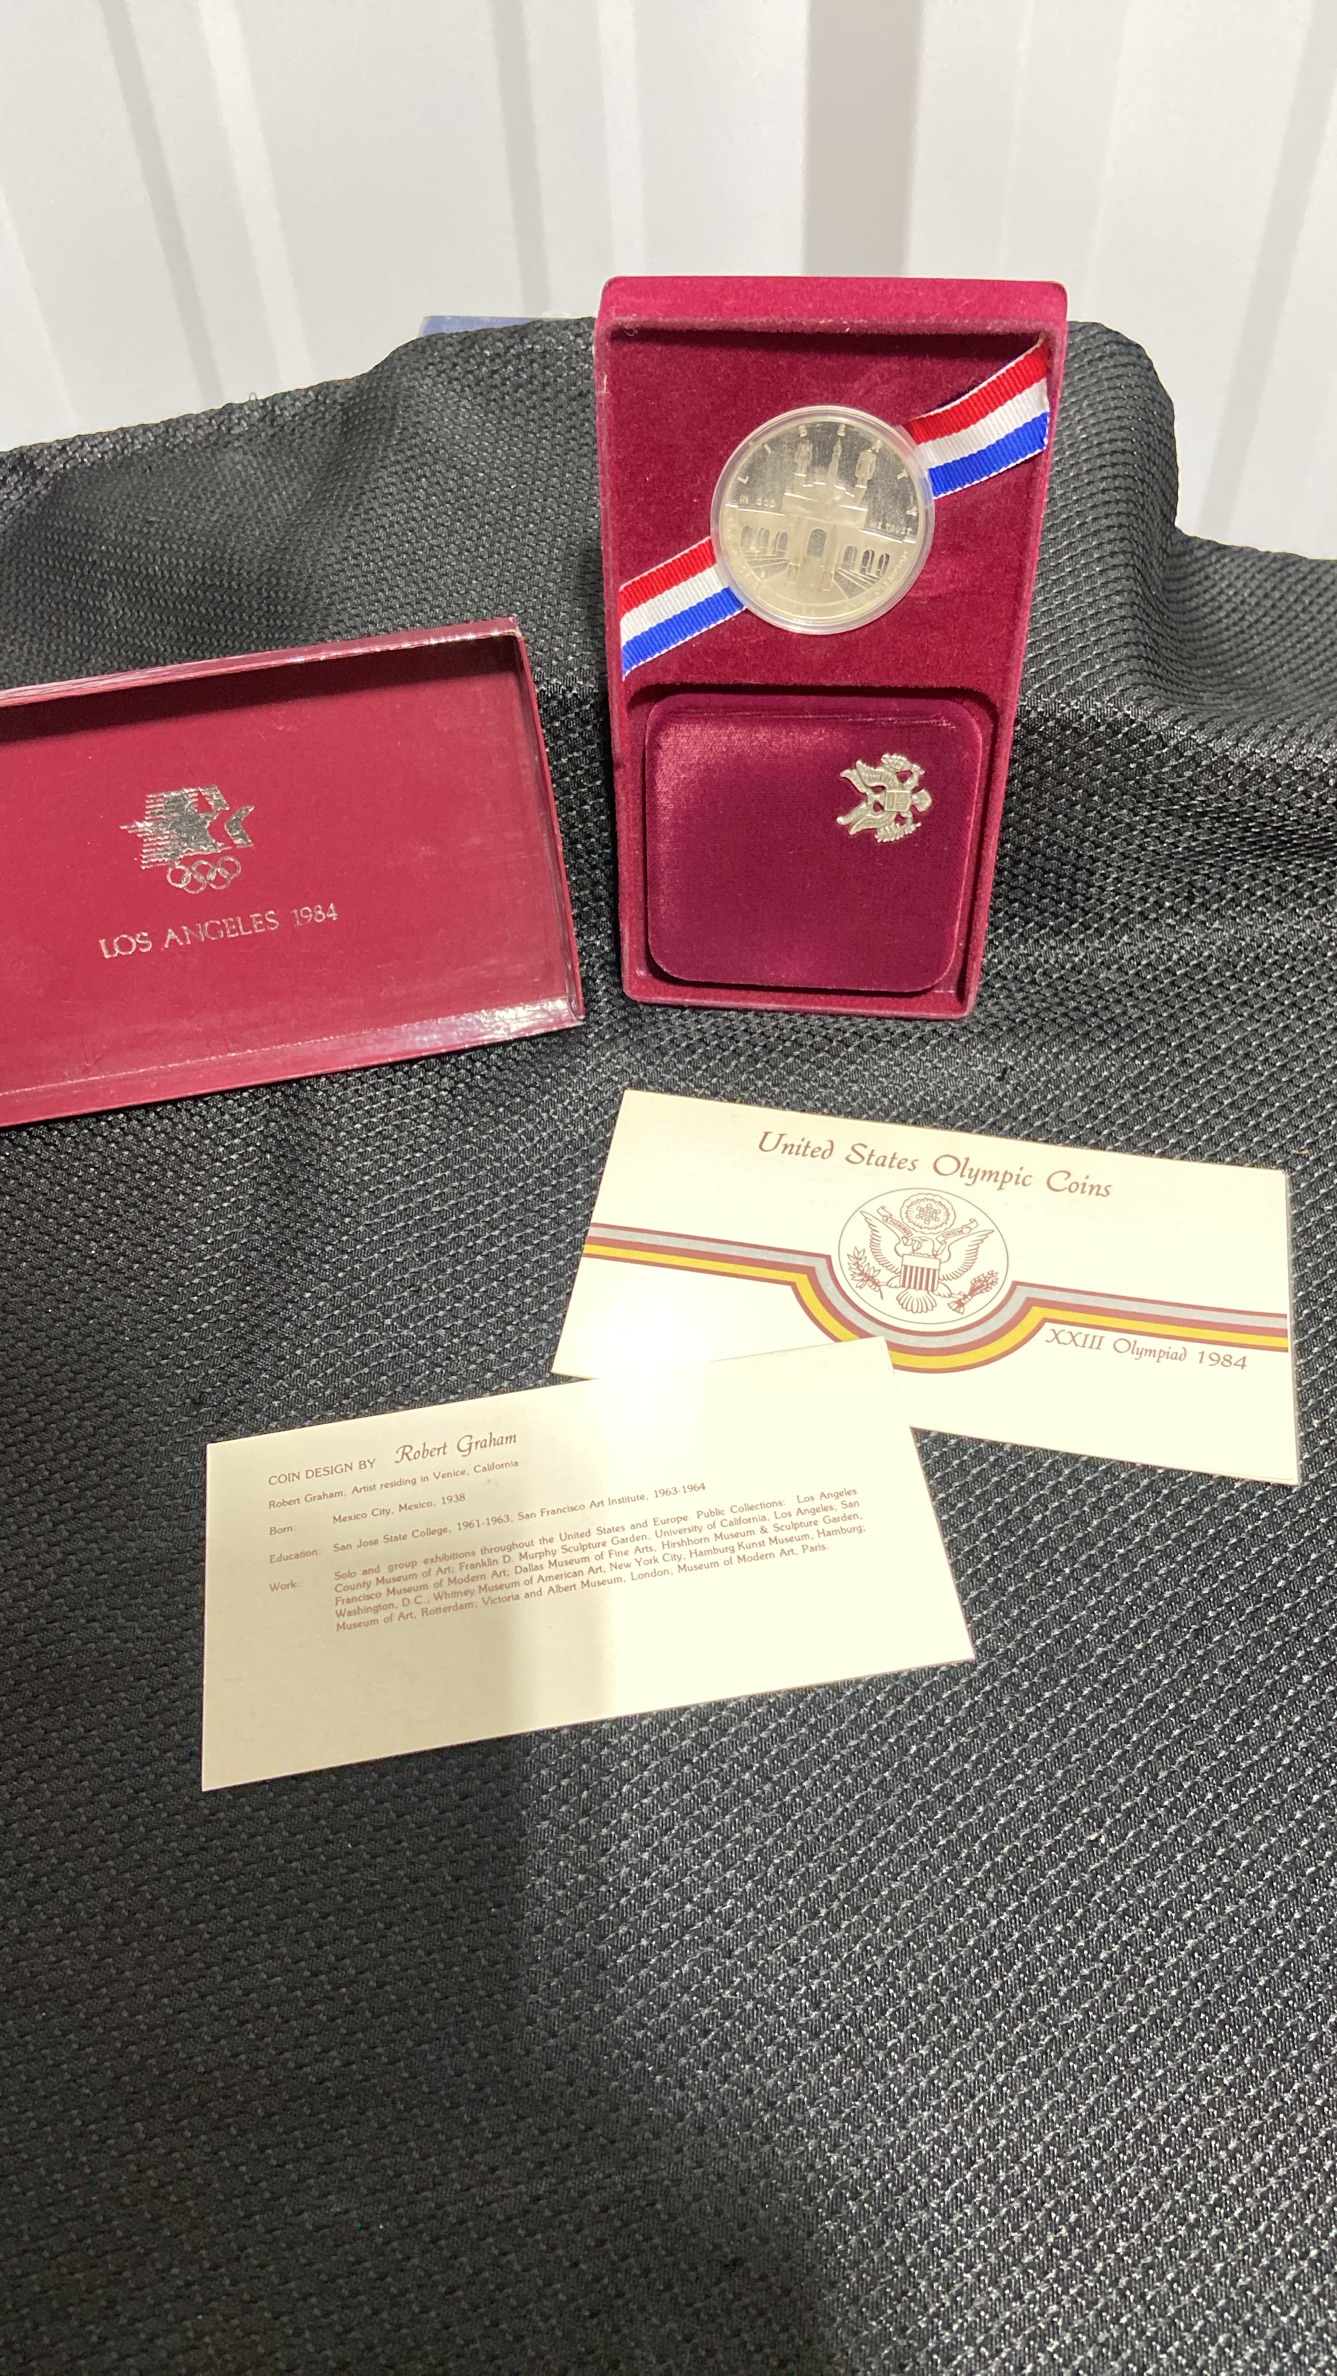 LIBERTY
IN GOD WE TRUST
LOS ANGELES 1984
United States Olympic Coins
XXIII Olympiad 1984
COIN DESIGN BY Robert Graham
Robert Graham, Artist residing in Venice, California
Born: Mexico City, Mexico, 1938
Education: San Jose State College, 1961-1963; San Francisco Art Institute, 1963-1964
Work: Solo and group exhibitions throughout the United States and Europe. Public Collections: Los Angeles
County Museum of Art; Franklin D. Murphy Sculpture Garden, University of California, Los Angeles; San
Francisco Museum of Modern Art; Dallas Museum of Fine Arts; Hirshhorn Museum & Sculpture Garden,
Washington, D.C.; Whitney Museum of American Art, New York City; Hamburg Kunst Museum, Hamburg;
Museum of Art, Rotterdam; Victoria and Albert Museum, London; Museum of Modern Art, Paris.